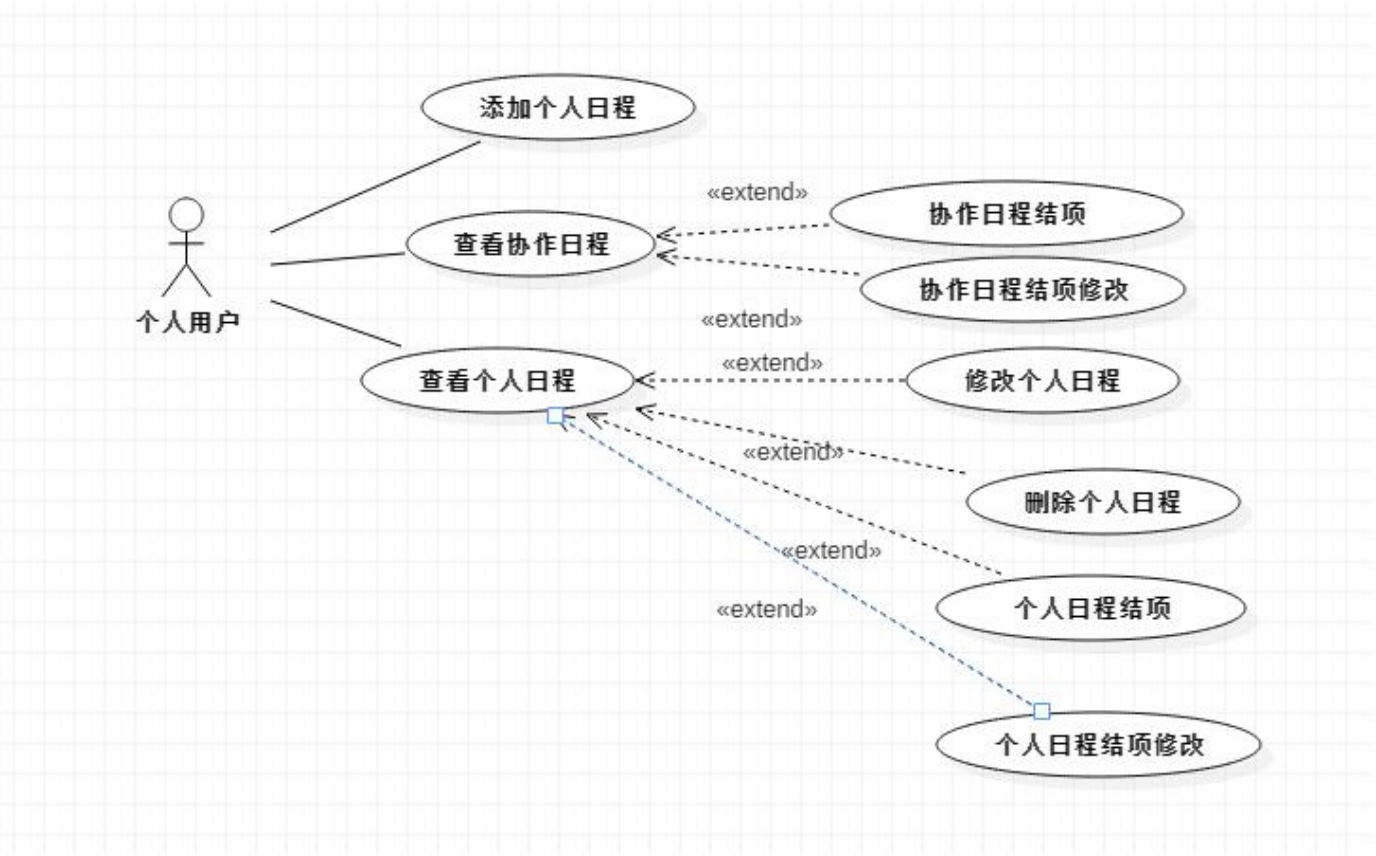 添加个人日程
«extend»
协作日程结项
查看协作日程
协作日程结项修改
个人用户
«extend»
«extend»
查看个人日程
修改个人日程
«extend»
删除个人日程
«extend»
«extend»
个人日程结项
个人日程结项修改